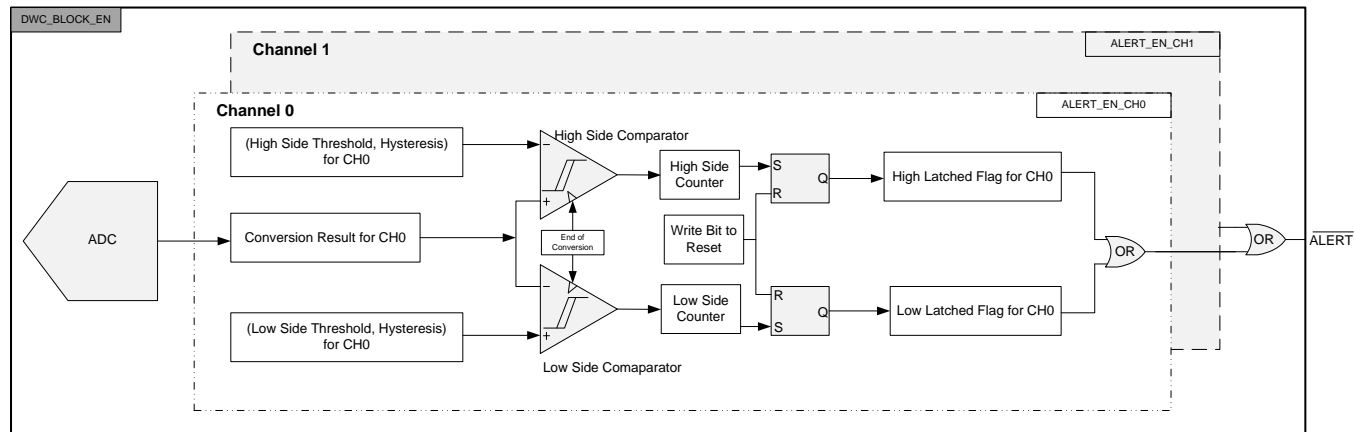 DWC_BLOCK_EN
Channel 1
ALERT_EN_CH1
Channel 0
ALERT_EN_CH0
(High Side Threshold, Hysteresis)
for CH0
High Side Comparator
−
+
High Side
Counter
S
R
Q
High Latched Flag for CH0
ADC
Conversion Result for CH0
End of
Conversion
Write Bit to
Reset
OR
OR
ALERT
(Low Side Threshold, Hysteresis)
for CH0
−
+
Low Side Comaparator
Low Side
Counter
R
S
Q
Low Latched Flag for CH0